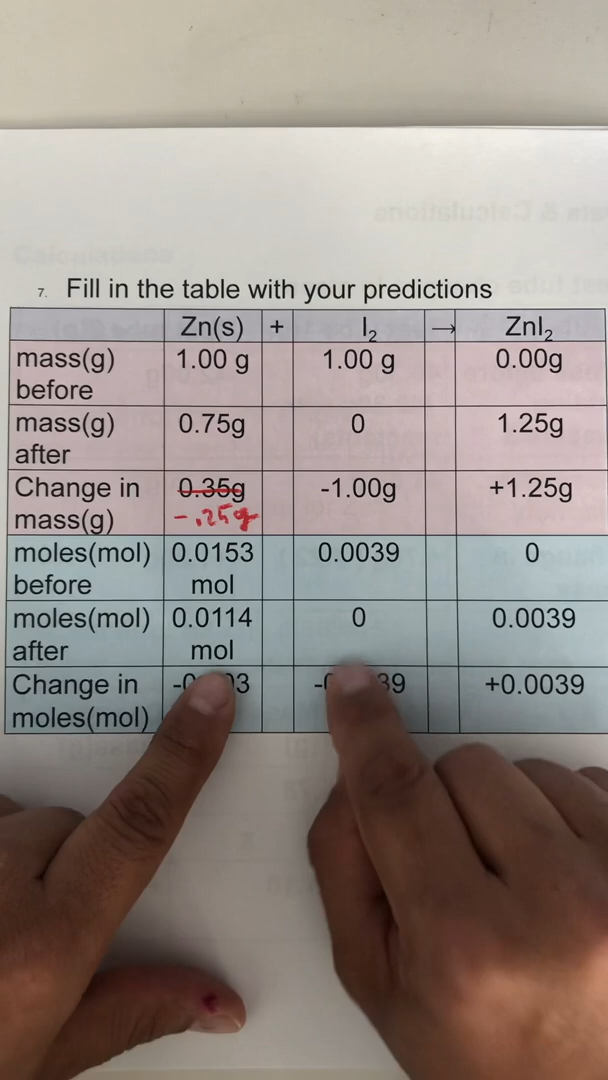 7. Fill in the table with your predictions
Zn(s) + I₂ → ZnI₂
mass(g) before 1.00 g 1.00 g 0.00g
mass(g) after 0.75g 0 1.25g
Change in mass(g) 0.35g -.25g -1.00g +1.25g
moles(mol) before 0.0153 mol 0.0039 0
moles(mol) after 0.0114 mol 0 0.0039
Change in moles(mol) +0.0039